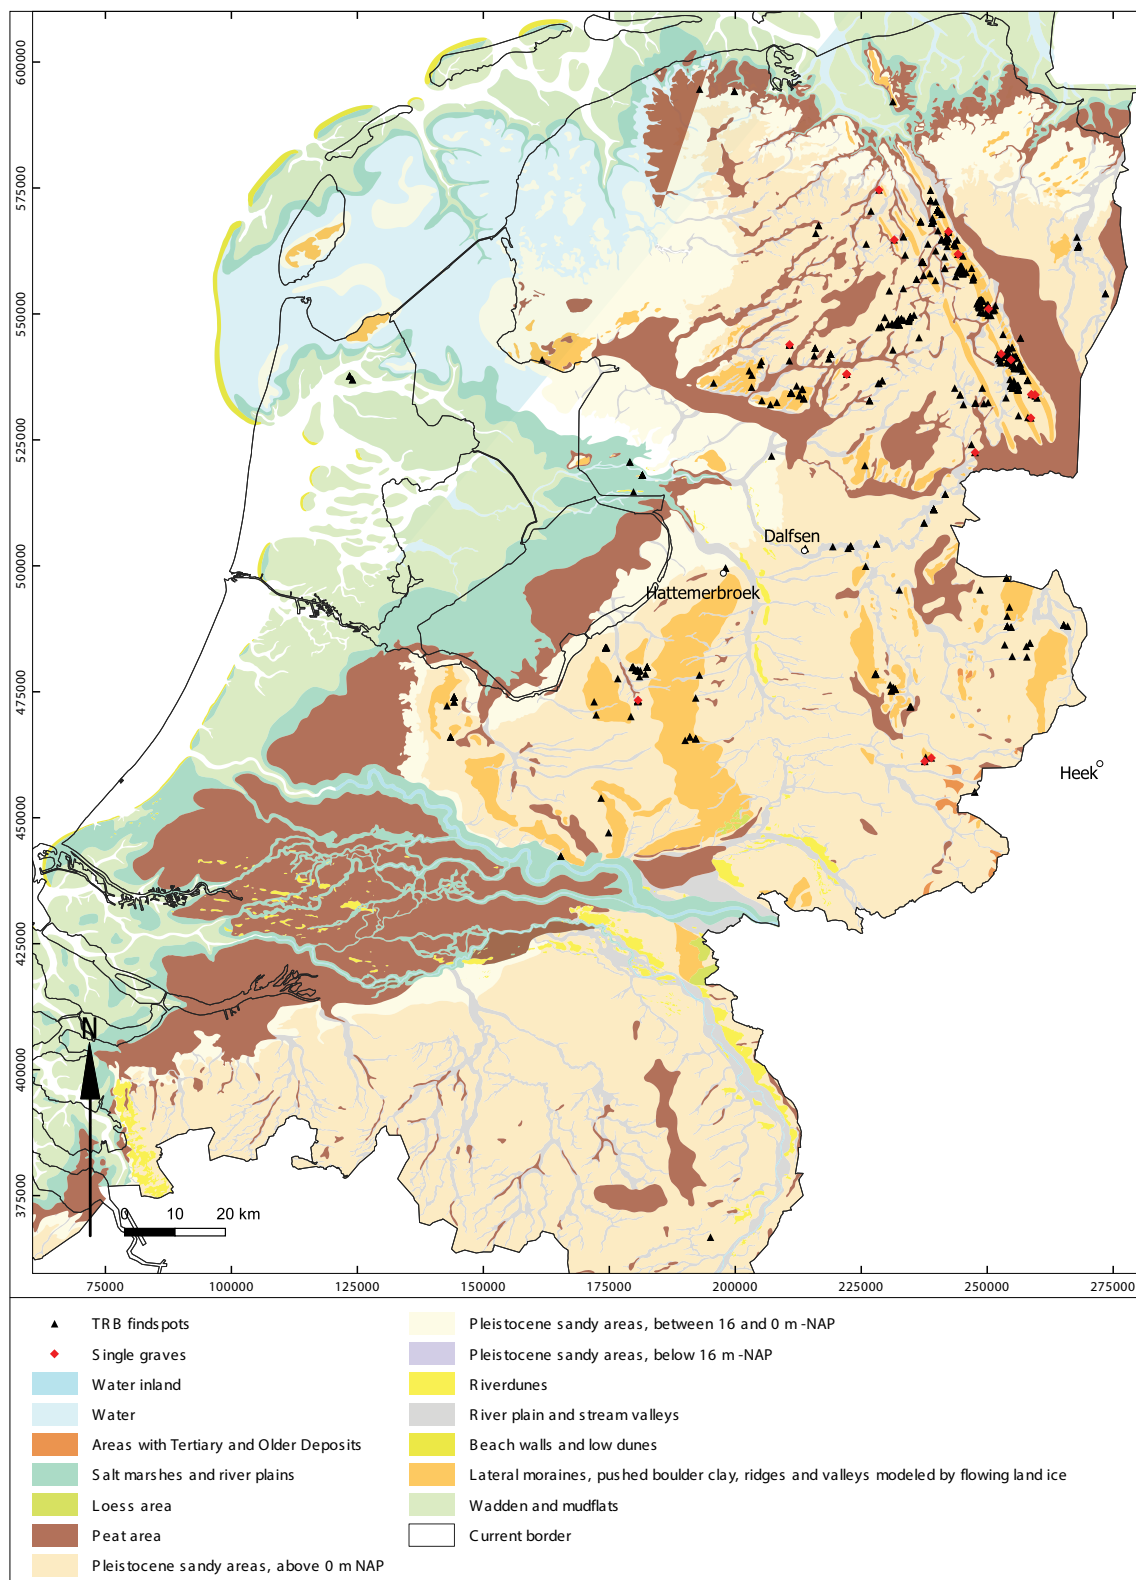 600000
575000
550000
525000
500000
475000
450000
425000
400000
375000
Dalfsen
Hattemerbroek
Heek
N
0 10 20 km
75000 100000 125000 150000 175000 200000 225000 250000 275000
TRB findspots
Single graves
Water inland
Water
Areas with Tertiary and Older Deposits
Salt marshes and river plains
Loess area
Peat area
Pleistocene sandy areas, above 0 m NAP
Pleistocene sandy areas, between 16 and 0 m -NAP
Pleistocene sandy areas, below 16 m -NAP
Riverdunes
River plain and stream valleys
Beach walls and low dunes
Lateral moraines, pushed boulder clay, ridges and valleys modeled by flowing land ice
Wadden and mudflats
Current border